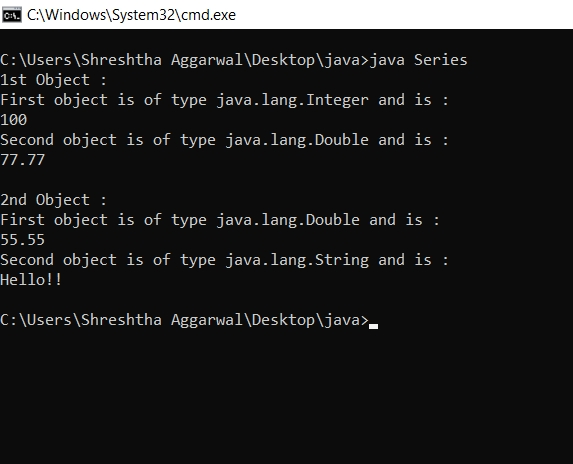 C:\Windows\System32\cmd.exe
C:\Users\Shreshtha Aggarwal\Desktop\java>java Series
1st Object :
First object is of type java.lang.Integer and is :
100
Second object is of type java.lang.Double and is :
77.77
2nd Object :
First object is of type java.lang.Double and is :
55.55
Second object is of type java.lang.String and is :
Hello!!
C:\Users\Shreshtha Aggarwal\Desktop\java>